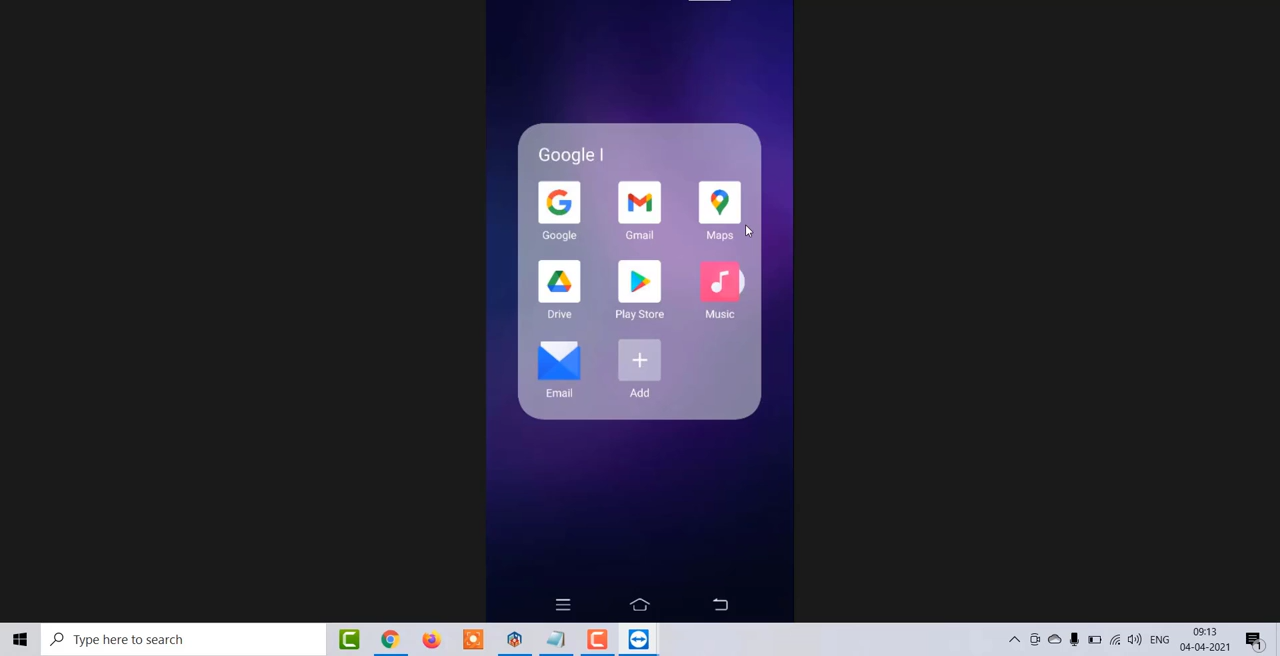 Google I
Google Gmail Maps
Drive Play Store Music
Email Add
Type here to search
ENG
09:13
04-04-2021
1